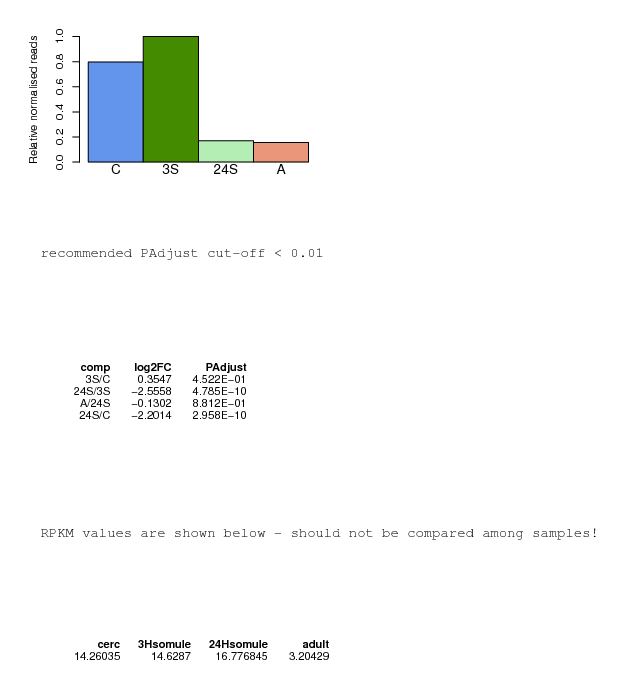 Relative normalised reads
1.0
0.8
0.6
0.4
0.2
0.0
C 3S 24S A
recommended PAdjust cut-off < 0.01
comp log2FC PAdjust
3S/C 0.3547 4.522E−01
24S/3S −2.5558 4.785E−10
A/24S −0.1302 8.812E−01
24S/C −2.2014 2.958E−10
RPKM values are shown below - should not be compared among samples!
cerc 3Hsomule 24Hsomule adult
14.26035 14.6287 16.776845 3.20429